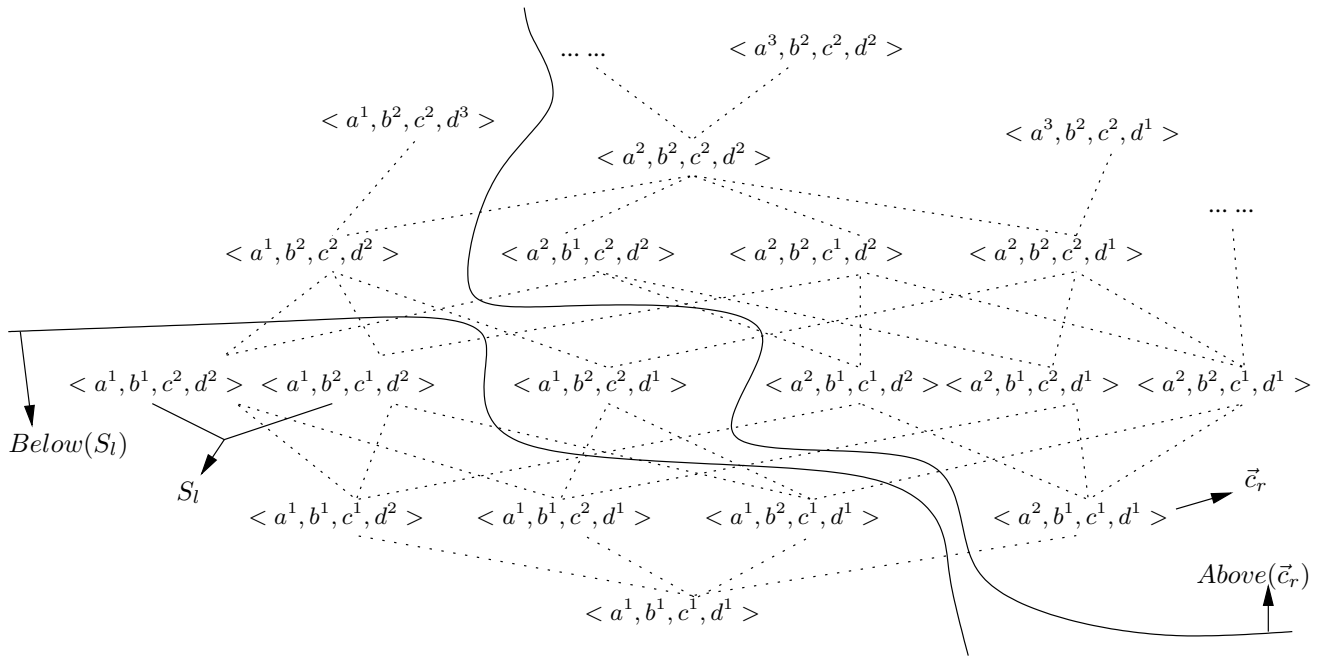 ... ... < a³, b², c², d² >
< a¹, b², c², d³ >
< a³, b², c², d¹ >
< a², b², c², d² >
... ...
< a¹, b², c², d² > < a², b¹, c², d² > < a², b², c¹, d² > < a², b², c², d¹ >
< a¹, b¹, c², d² > < a¹, b², c¹, d² > < a¹, b², c², d¹ > < a², b¹, c¹, d² > < a², b¹, c², d¹ > < a², b², c¹, d¹ >
Below(Sₗ)
Sₗ
c⃗ᵣ
< a¹, b¹, c¹, d² > < a¹, b¹, c², d¹ > < a¹, b², c¹, d¹ > < a², b¹, c¹, d¹ >
Above(c⃗ᵣ)
< a¹, b¹, c¹, d¹ >